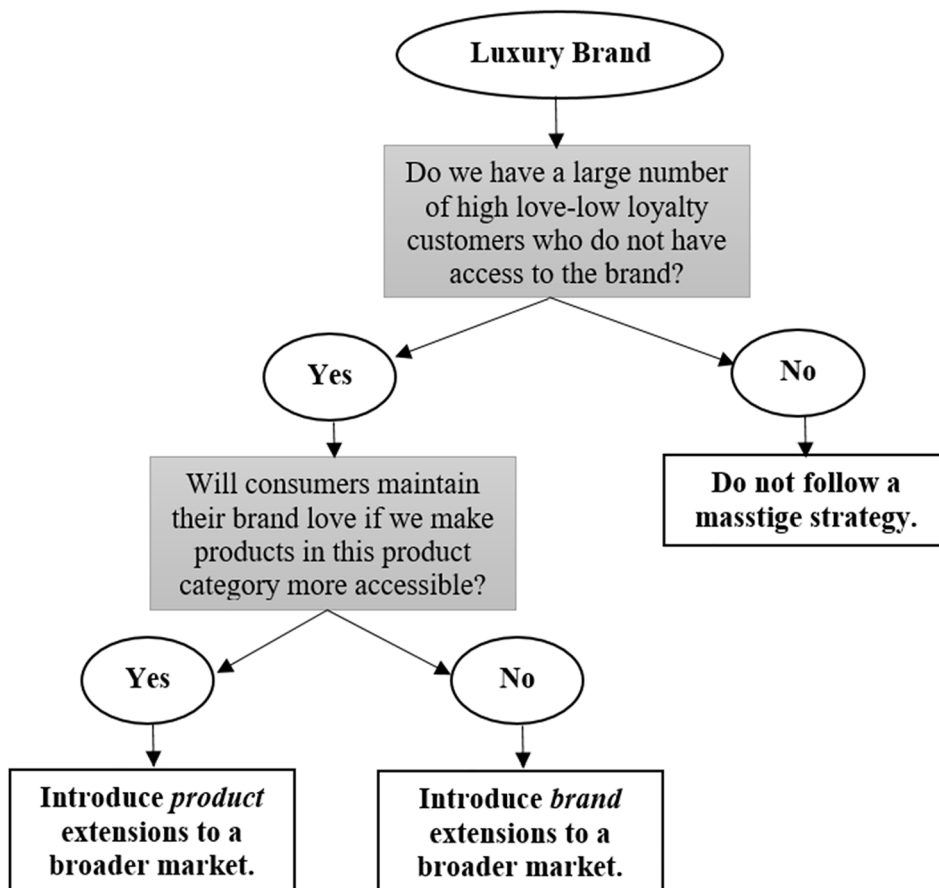 Luxury Brand
Do we have a large number
of high love-low loyalty
customers who do not have
access to the brand?
Yes
No
Will consumers maintain
their brand love if we make
products in this product
category more accessible?
Do not follow a
masstige strategy.
Yes
No
Introduce product
extensions to a
broader market.
Introduce brand
extensions to a
broader market.